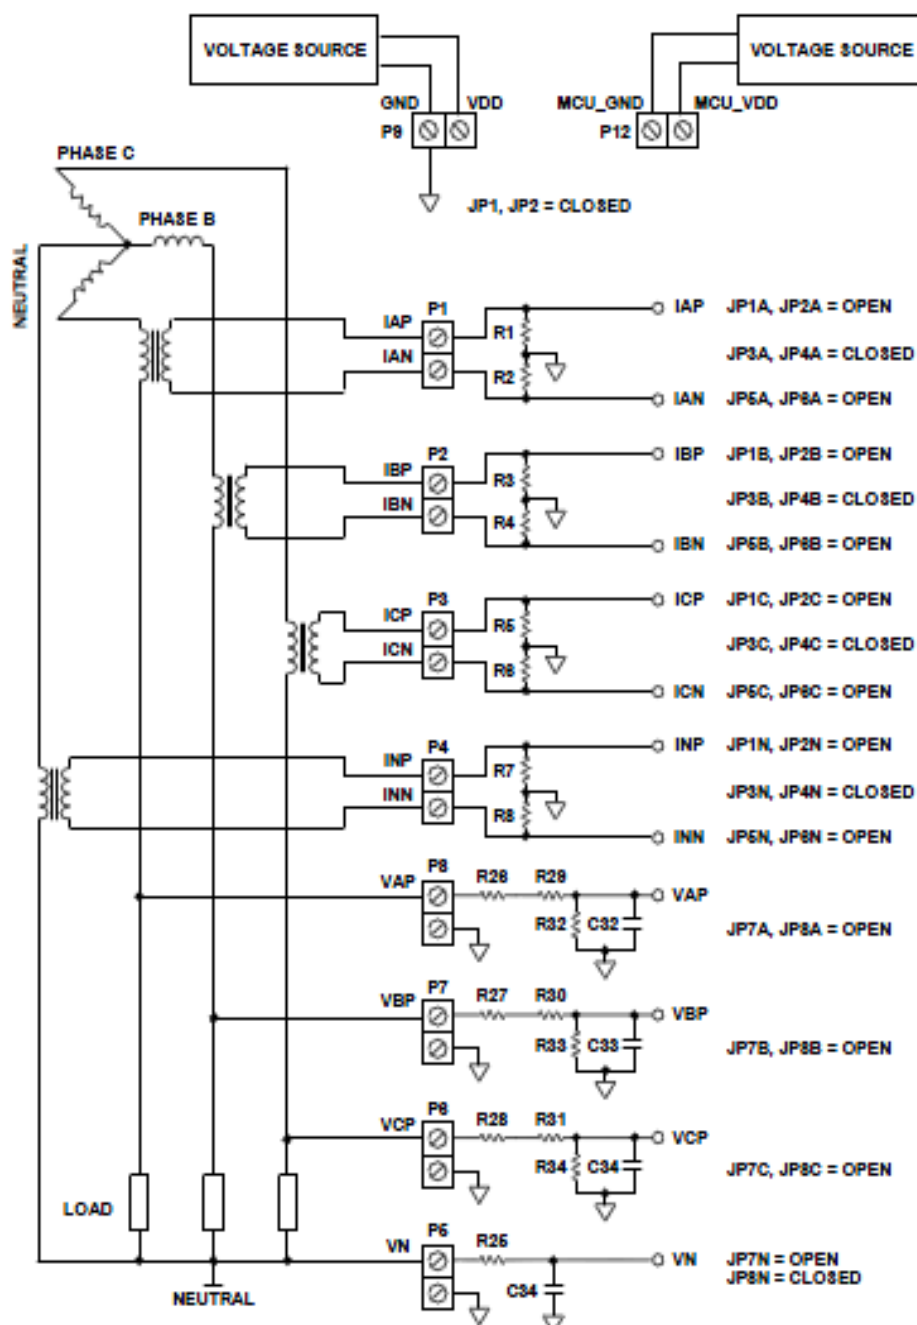 VOLTAGE SOURCE
VOLTAGE SOURCE
GND
VDD
MCU_GND
MCU_VDD
P9
P12
PHASE C
JP1, JP2 = CLOSED
PHASE B
NEUTRAL
P1
IAP
IAN
R1
R2
IAP
JP1A, JP2A = OPEN
JP3A, JP4A = CLOSED
IAN
JP5A, JP6A = OPEN
P2
IBP
IBN
R3
R4
IBP
JP1B, JP2B = OPEN
JP3B, JP4B = CLOSED
IBN
JP5B, JP6B = OPEN
P3
ICP
ICN
R5
R6
ICP
JP1C, JP2C = OPEN
JP3C, JP4C = CLOSED
ICN
JP5C, JP6C = OPEN
P4
INP
INN
R7
R8
INP
JP1N, JP2N = OPEN
JP3N, JP4N = CLOSED
INN
JP5N, JP6N = OPEN
P8
VAP
R26
R29
R32
C32
VAP
JP7A, JP8A = OPEN
P7
VBP
R27
R30
R33
C33
VBP
JP7B, JP8B = OPEN
P6
VCP
R28
R31
R34
C34
VCP
JP7C, JP8C = OPEN
LOAD
P5
VN
R25
C34
VN
JP7N = OPEN
JP8N = CLOSED
NEUTRAL